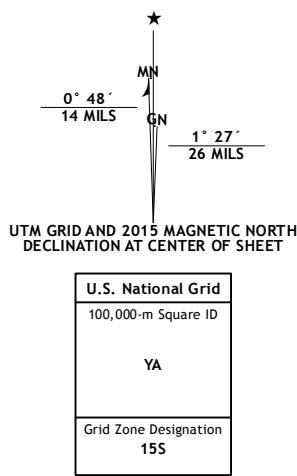 ★
MN
0° 48´
14 MILS
GN
1° 27´
26 MILS
UTM GRID AND 2015 MAGNETIC NORTH
DECLINATION AT CENTER OF SHEET
U.S. National Grid
100,000-m Square ID
YA
Grid Zone Designation
15S